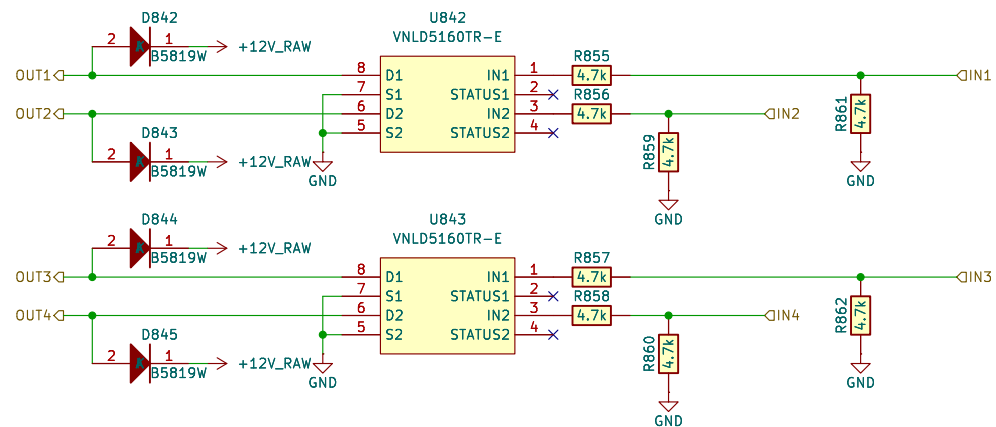 D842
2
1
+12V_RAW
B5819W
U842
VNLD5160TR-E
OUT1
8
D1
IN1
1
R855
4.7k
IN1
7
S1
STATUS1
2
R856
OUT2
6
D2
IN2
3
4.7k
IN2
R861
4.7k
5
S2
STATUS2
4
D843
2
1
+12V_RAW
B5819W
R859
4.7k
GND
GND
GND
D844
2
1
+12V_RAW
B5819W
U843
VNLD5160TR-E
OUT3
8
D1
IN1
1
R857
4.7k
IN3
7
S1
STATUS1
2
R858
OUT4
6
D2
IN2
3
4.7k
IN4
R862
4.7k
5
S2
STATUS2
4
D845
2
1
+12V_RAW
B5819W
R860
4.7k
GND
GND
GND